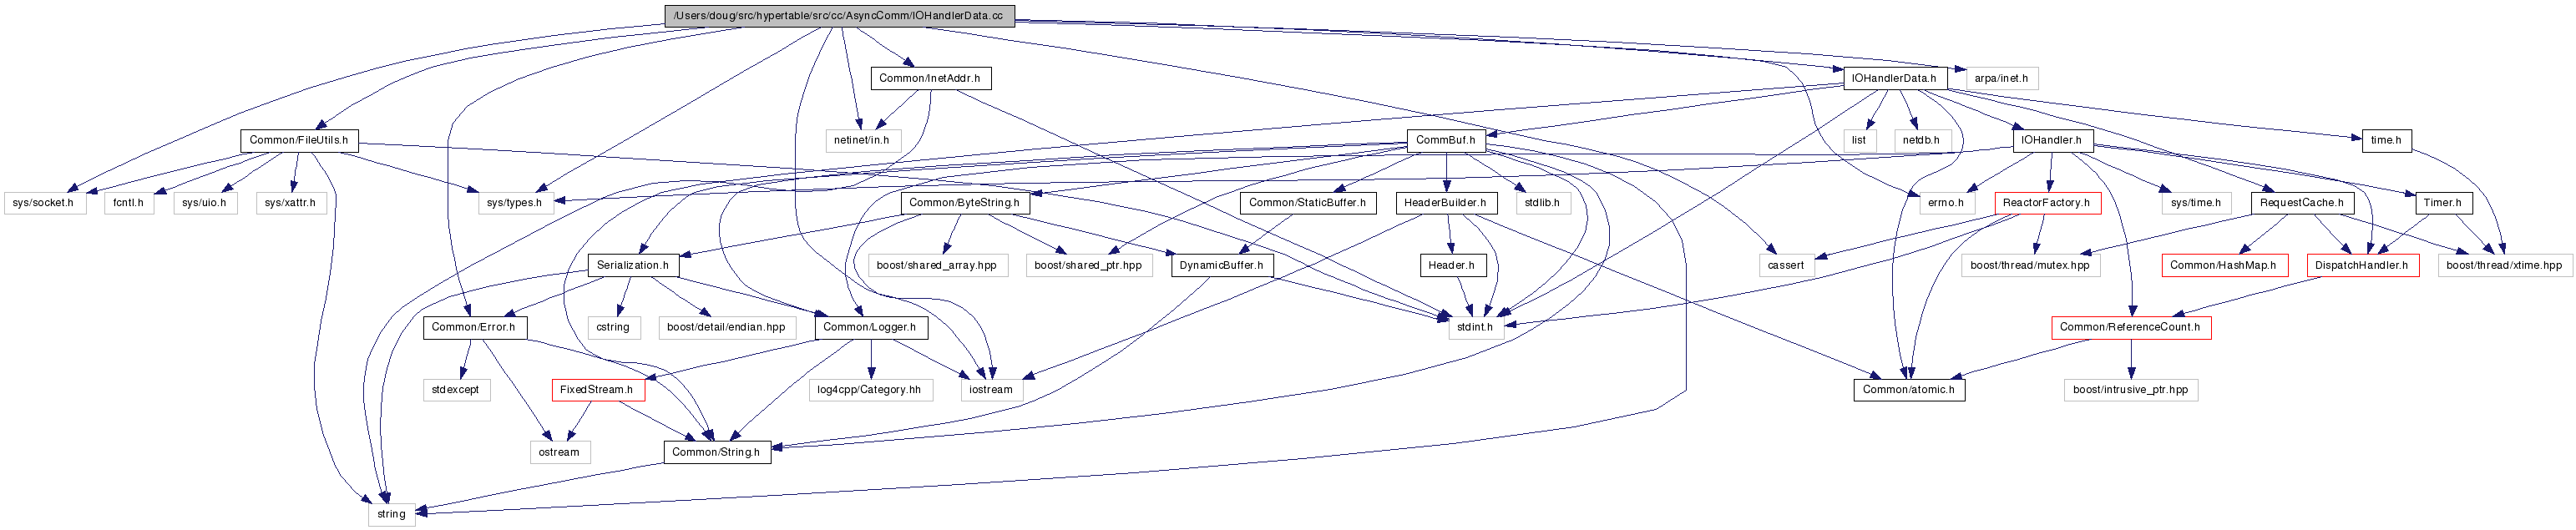 /Users/doug/src/hypertable/src/cc/AsyncComm/IOHandlerData.cc
Common/InetAddr.h
IOHandlerData.h
arpa/inet.h
Common/FileUtils.h
netinet/in.h
CommBuf.h
list
netdb.h
IOHandler.h
time.h
sys/socket.h
fcntl.h
sys/uio.h
sys/xattr.h
sys/types.h
Common/ByteString.h
Common/StaticBuffer.h
HeaderBuilder.h
stdlib.h
errno.h
ReactorFactory.h
sys/time.h
RequestCache.h
Timer.h
Serialization.h
boost/shared_array.hpp
boost/shared_ptr.hpp
DynamicBuffer.h
Header.h
cassert
boost/thread/mutex.hpp
Common/HashMap.h
DispatchHandler.h
boost/thread/xtime.hpp
Common/Error.h
cstring
boost/detail/endian.hpp
Common/Logger.h
stdint.h
Common/ReferenceCount.h
stdexcept
FixedStream.h
log4cpp/Category.hh
iostream
Common/atomic.h
boost/intrusive_ptr.hpp
ostream
Common/String.h
string